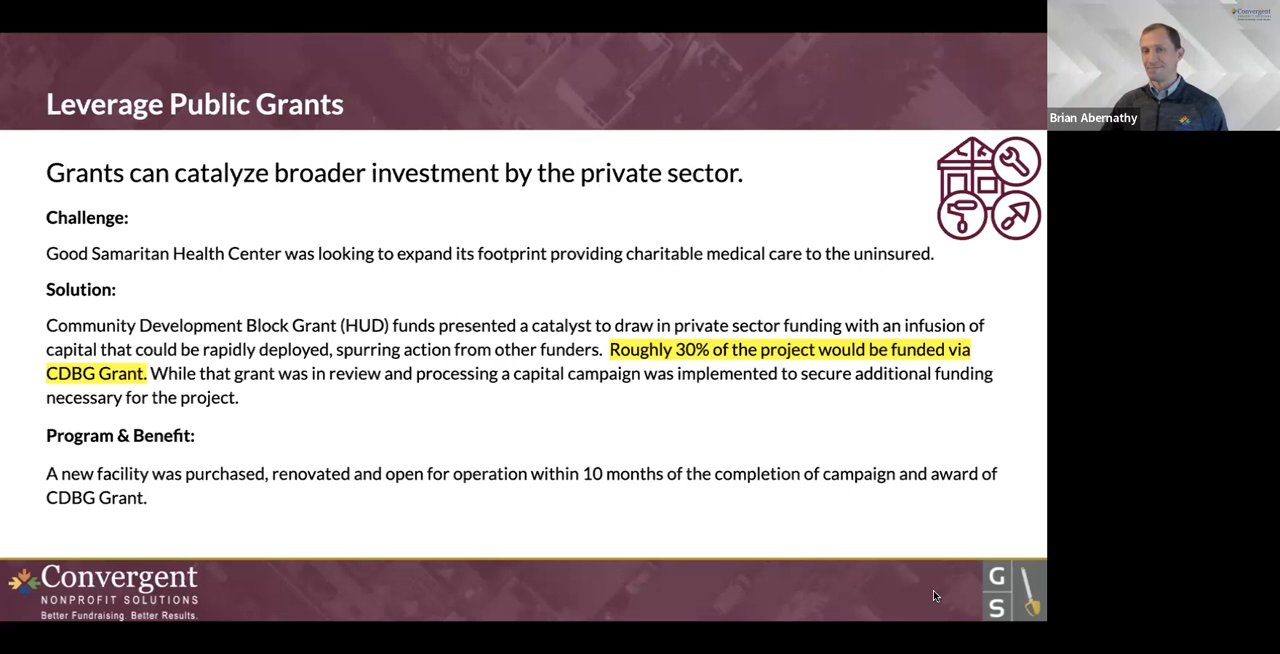 Leverage Public Grants
Grants can catalyze broader investment by the private sector.
Challenge:
Good Samaritan Health Center was looking to expand its footprint providing charitable medical care to the uninsured.
Solution:
Community Development Block Grant (HUD) funds presented a catalyst to draw in private sector funding with an infusion of
capital that could be rapidly deployed, spurring action from other funders. Roughly 30% of the project would be funded via
CDBG Grant. While that grant was in review and processing a capital campaign was implemented to secure additional funding
necessary for the project.
Program & Benefit:
A new facility was purchased, renovated and open for operation within 10 months of the completion of campaign and award of
CDBG Grant.
Convergent
NONPROFIT SOLUTIONS
Better Fundraising. Better Results.
G
S
Convergent
Brian Abernathy